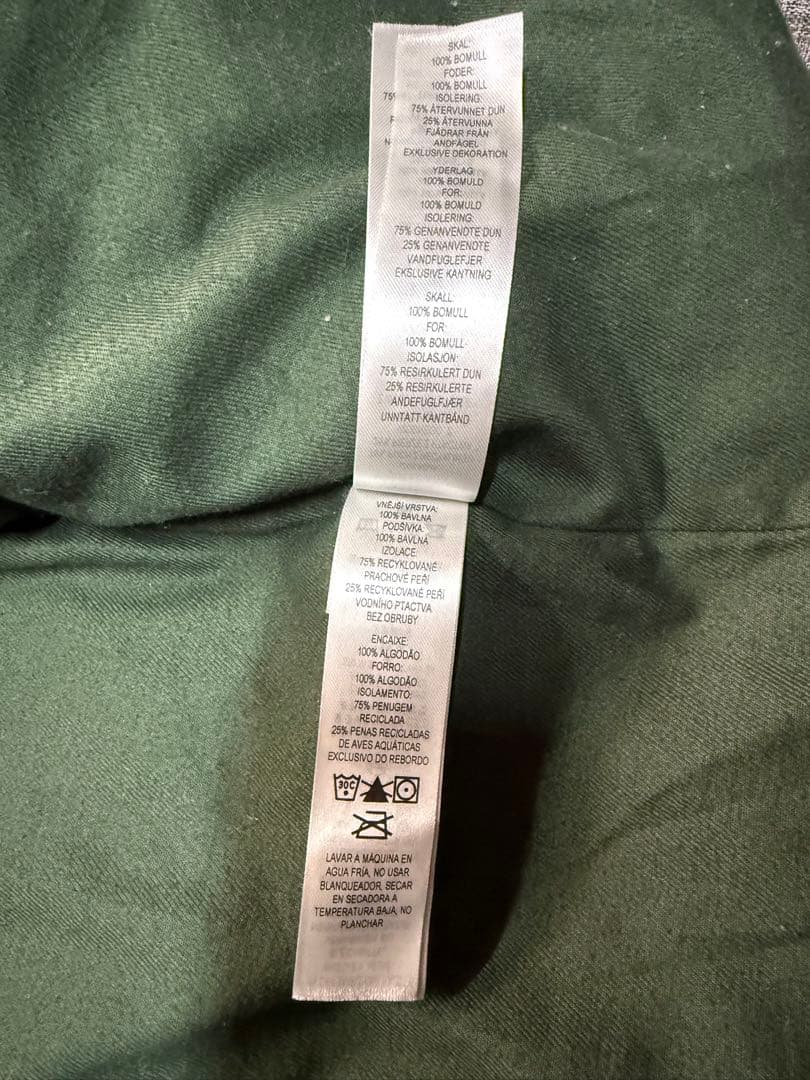 SKAL:
100% BOMULL
FODER:
100% BOMULL
ISOLERING:
75% ÅTERVUNNET DUN
25% ÅTERVUNNA
FJÄDRAR FRÅN
ANDFÅGEL
EXKLUSIVE DEKORATION
YDERLAG:
100% BOMULD
FOR:
100% BOMULD
ISOLERING:
75% GENANVENDTE DUN
25% GENANVENDTE
VANDFUGLEFJER
EKSLUSIVE KANTNING
SKALL:
100% BOMULL
FOR:
100% BOMULL
ISOLASJON:
75% RESIRKULERT DUN
25% RESIRKULERTE
ANDEFUGLFJÆR
UNNTATT KANTBÅND
VNĚJŠÍ VRSTVA:
100% BAVLNA
PODŠÍVKA:
100% BAVLNA
IZOLACE:
75% RECYKLOVANÉ
PRACHOVÉ PEŘÍ
25% RECYKLOVANÉ PEŘÍ
VODNÍHO PTACTVA
BEZ OBRUBY
ENCAIXE:
100% ALGODÃO
FORRO:
100% ALGODÃO
ISOLAMENTO:
75% PENUGEM
RECICLADA
25% PENAS RECICLADAS
DE AVES AQUÁTICAS
EXCLUSIVO DO REBORDO
30C
LAVAR A MÁQUINA EN
AGUA FRÍA, NO USAR
BLANQUEADOR, SECAR
EN SECADORA A
TEMPERATURA BAJA, NO
PLANCHAR